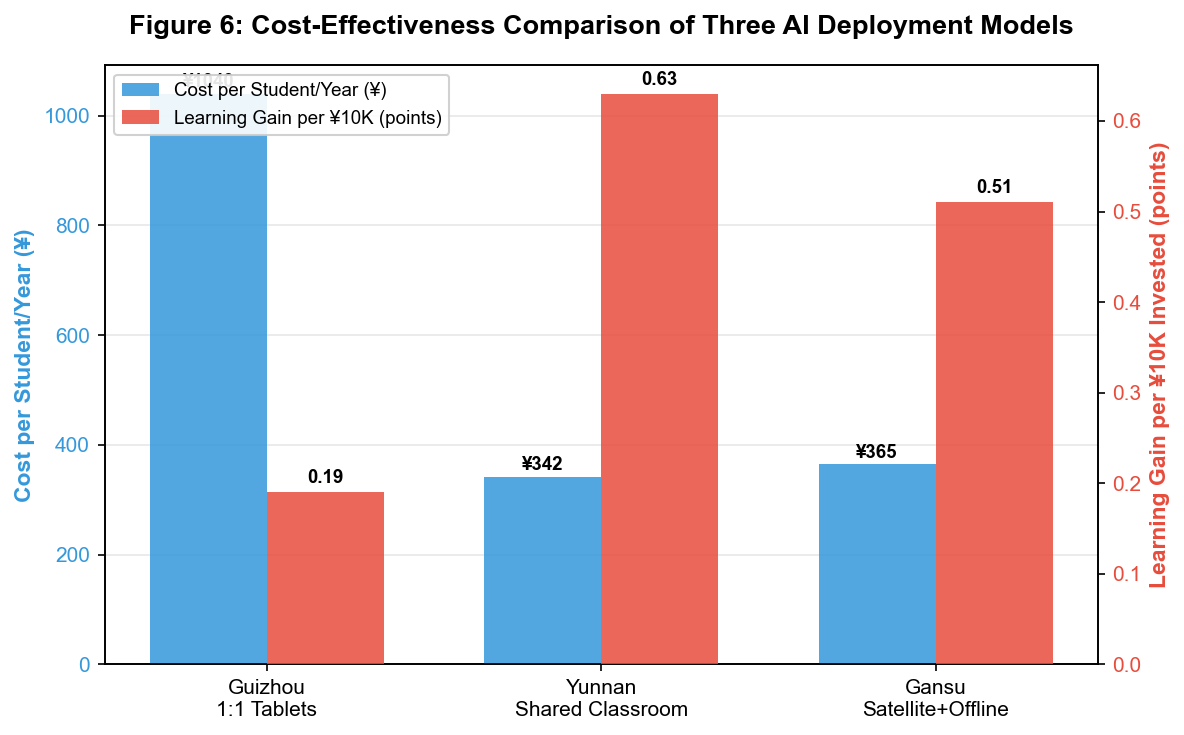 Figure 6: Cost-Effectiveness Comparison of Three AI Deployment Models
Cost per Student/Year (¥)
Learning Gain per ¥10K (points)
¥1040
0.63
0.51
0.19
¥342
¥365
1000
800
600
400
200
0
0.6
0.5
0.4
0.3
0.2
0.1
0.0
Cost per Student/Year (¥)
Learning Gain per ¥10K Invested (points)
Guizhou
1:1 Tablets
Yunnan
Shared Classroom
Gansu
Satellite+Offline